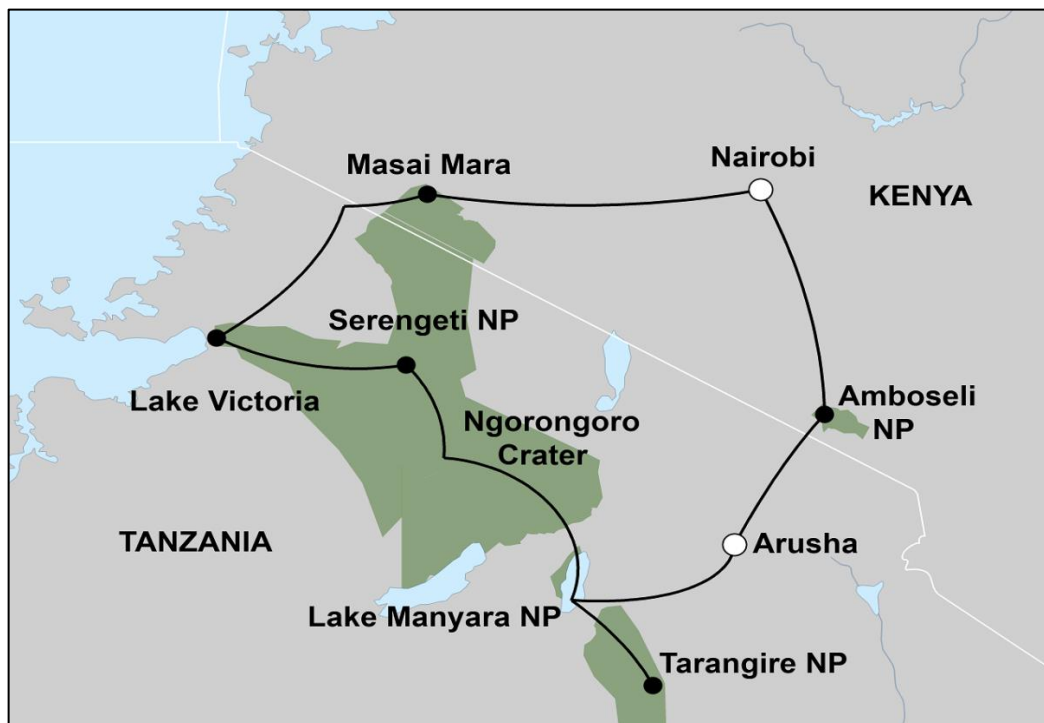 Masai Mara
Nairobi
KENYA
Serengeti NP
Lake Victoria
Ngorongoro
Crater
Amboseli
NP
TANZANIA
Arusha
Lake Manyara NP
Tarangire NP